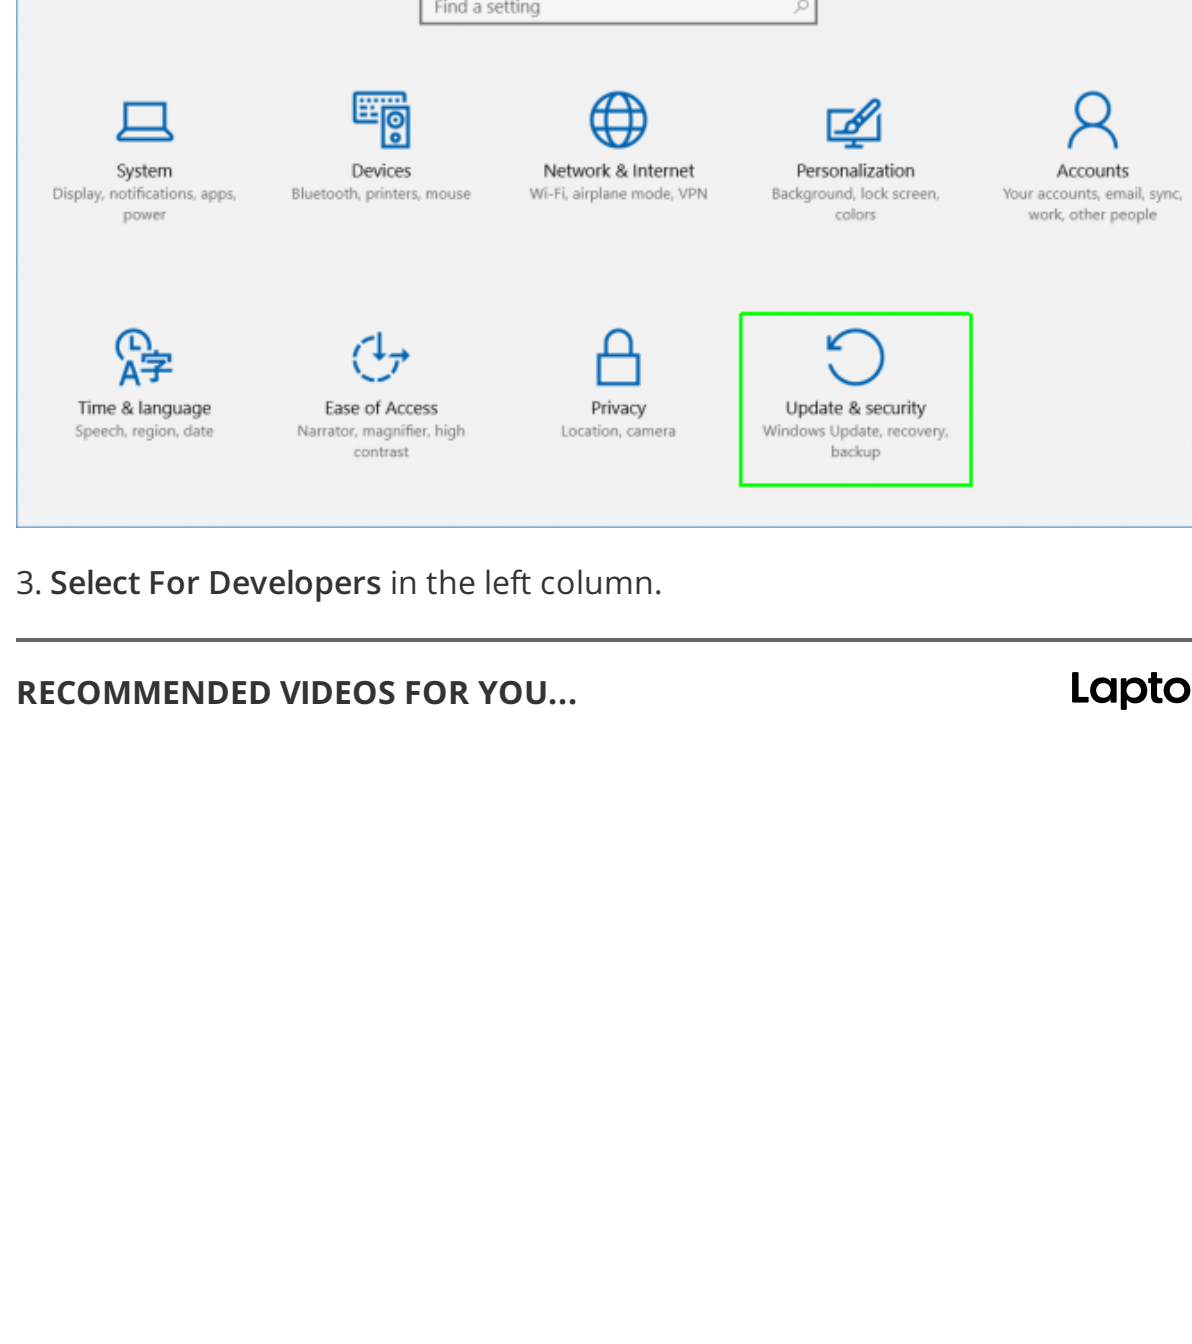 Find a setting
System
Display, notifications, apps,
power
Devices
Bluetooth, printers, mouse
Network & Internet
Wi-Fi, airplane mode, VPN
Personalization
Background, lock screen,
colors
Accounts
Your accounts, email, sync,
work, other people
Time & language
Speech, region, date
Ease of Access
Narrator, magnifier, high
contrast
Privacy
Location, camera
Update & security
Windows Update, recovery,
backup
3. Select For Developers in the left column.
RECOMMENDED VIDEOS FOR YOU...
Lapto